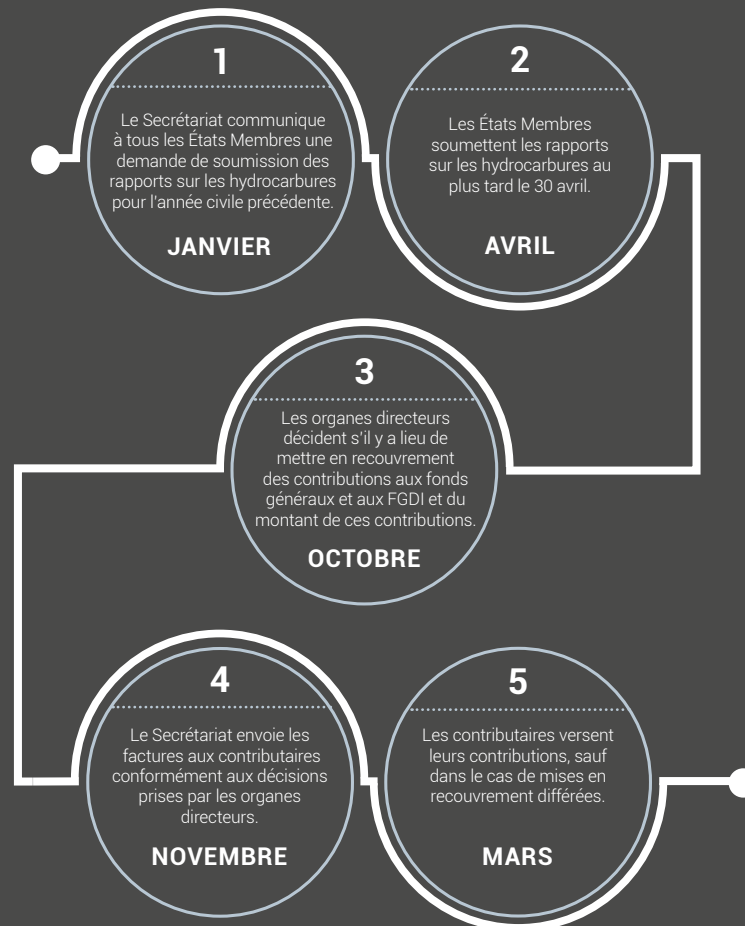 1
Le Secrétariat communique
à tous les États Membres une
demande de soumission des
rapports sur les hydrocarbures
pour l'année civile précédente.
JANVIER
2
Les États Membres
soumettent les rapports
sur les hydrocarbures au
plus tard le 30 avril.
AVRIL
3
Les organes directeurs
décident s'il y a lieu de
mettre en recouvrement
des contributions aux fonds
généraux et aux FGDI et du
montant de ces contributions.
OCTOBRE
4
Le Secrétariat envoie les
factures aux contributaires
conformément aux décisions
prises par les organes
directeurs.
NOVEMBRE
5
Les contributaires versent
leurs contributions, sauf
dans le cas de mises en
recouvrement différées.
MARS